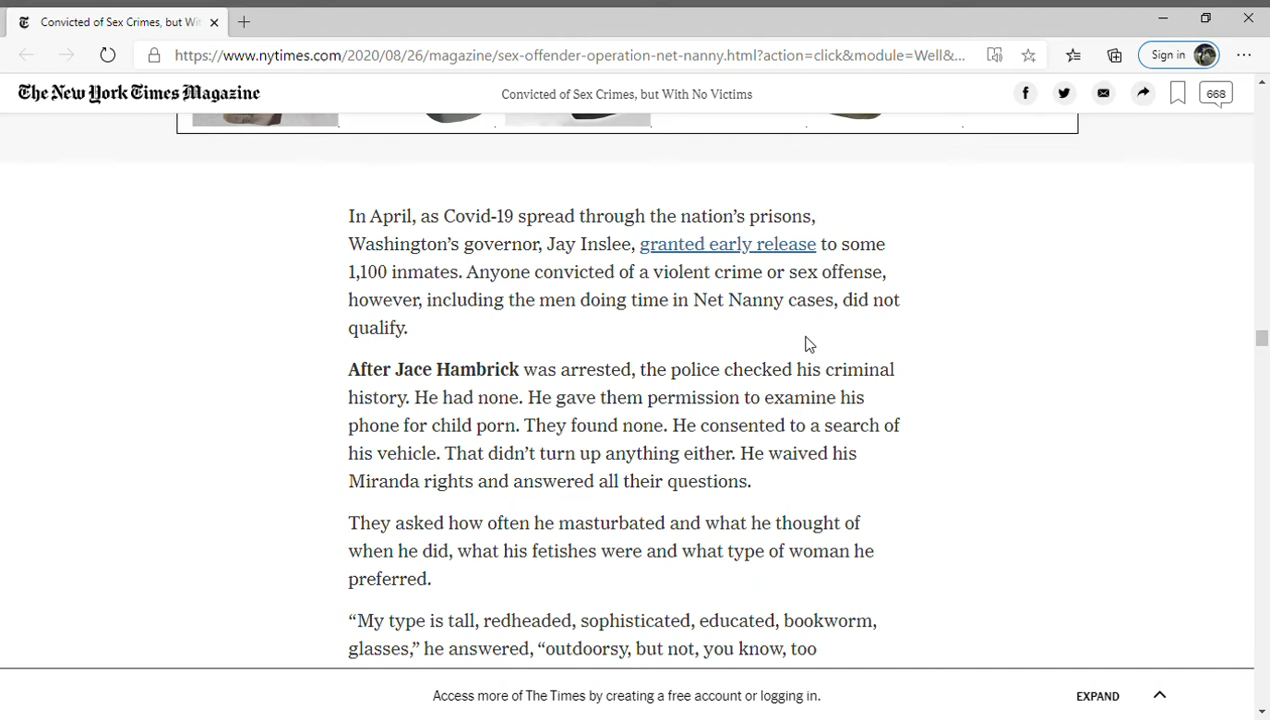 Convicted of Sex Crimes, but Wit
https://www.nytimes.com/2020/08/26/magazine/sex-offender-operation-net-nanny.html?action=click&module=Well&...
Sign in
The New York Times Magazine
Convicted of Sex Crimes, but With No Victims
668
In April, as Covid-19 spread through the nation’s prisons,
Washington’s governor, Jay Inslee, granted early release to some
1,100 inmates. Anyone convicted of a violent crime or sex offense,
however, including the men doing time in Net Nanny cases, did not
qualify.
After Jace Hambrick was arrested, the police checked his criminal
history. He had none. He gave them permission to examine his
phone for child porn. They found none. He consented to a search of
his vehicle. That didn’t turn up anything either. He waived his
Miranda rights and answered all their questions.
They asked how often he masturbated and what he thought of
when he did, what his fetishes were and what type of woman he
preferred.
“My type is tall, redheaded, sophisticated, educated, bookworm,
glasses,” he answered, “outdoorsy, but not, you know, too
Access more of The Times by creating a free account or logging in.
EXPAND